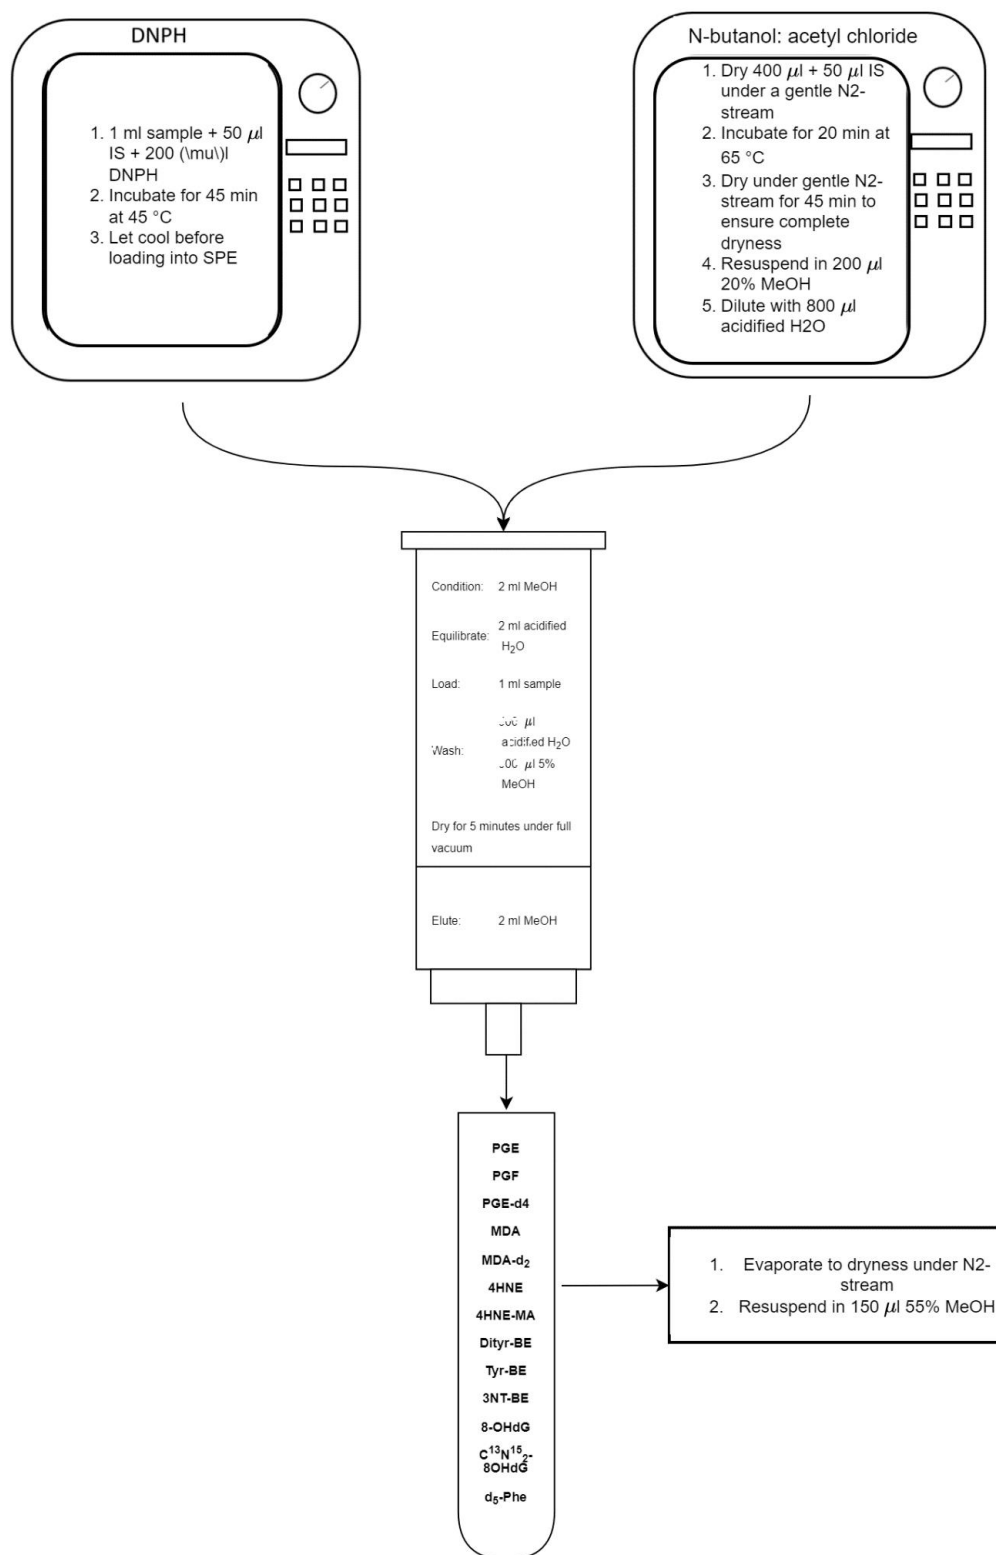 DNPH
1. 1 ml sample + 50 μl
IS + 200 (\mu\)l
DNPH
2. Incubate for 45 min
at 45 °C
3. Let cool before
loading into SPE
N-butanol: acetyl chloride
1. Dry 400 μl + 50 μl IS
under a gentle N2-
stream
2. Incubate for 20 min at
65 °C
3. Dry under gentle N2-
stream for 45 min to
ensure complete
dryness
4. Resuspend in 200 μl
20% MeOH
5. Dilute with 800 μl
acidified H2O
Condition: 2 ml MeOH
Equilibrate: 2 ml acidified
H₂O
Load: 1 ml sample
μl
Wash: acidified H₂O
μl 5%
MeOH
Dry for 5 minutes under full
vacuum
Elute: 2 ml MeOH
PGE
PGF
PGE-d4
MDA
MDA-d₂
4HNE
4HNE-MA
Dityr-BE
Tyr-BE
3NT-BE
8-OHdG
C¹³N¹⁵₂-
8OHdG
d₅-Phe
1. Evaporate to dryness under N2-
stream
2. Resuspend in 150 μl 55% MeOH